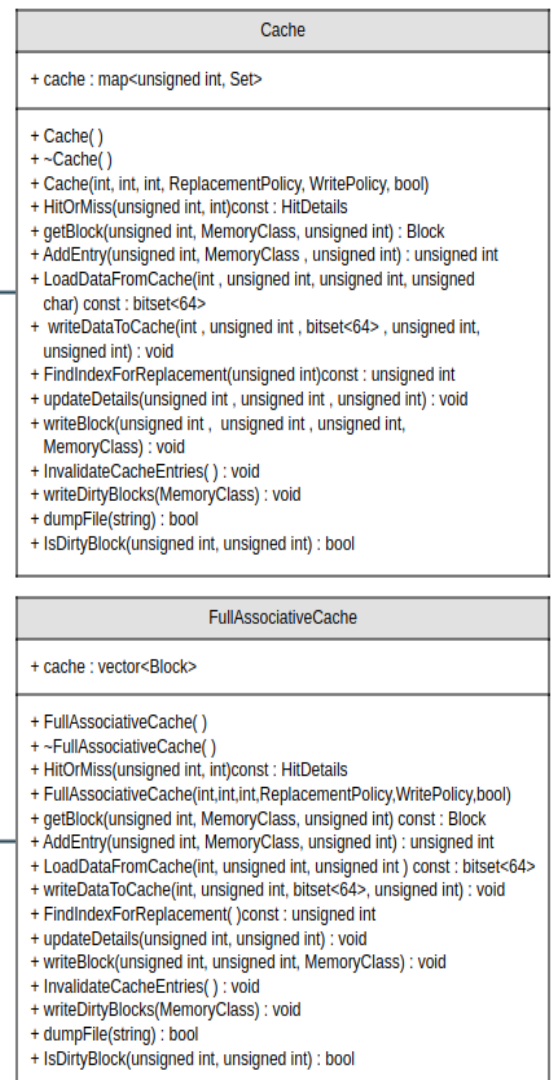 Cache
+ cache : map<unsigned int, Set>
+ Cache( )
+ ~Cache( )
+ Cache(int, int, int, ReplacementPolicy, WritePolicy, bool)
+ HitOrMiss(unsigned int, int)const : HitDetails
+ getBlock(unsigned int, MemoryClass, unsigned int) : Block
+ AddEntry(unsigned int, MemoryClass , unsigned int) : unsigned int
+ LoadDataFromCache(int , unsigned int, unsigned int, unsigned
char) const : bitset<64>
+ writeDataToCache(int , unsigned int , bitset<64> , unsigned int,
unsigned int) : void
+ FindIndexForReplacement(unsigned int)const : unsigned int
+ updateDetails(unsigned int , unsigned int , unsigned int) : void
+ writeBlock(unsigned int , unsigned int , unsigned int,
MemoryClass) : void
+ InvalidateCacheEntries( ) : void
+ writeDirtyBlocks(MemoryClass) : void
+ dumpFile(string) : bool
+ IsDirtyBlock(unsigned int, unsigned int) : bool
FullAssociativeCache
+ cache : vector<Block>
+ FullAssociativeCache( )
+ ~FullAssociativeCache( )
+ HitOrMiss(unsigned int, int)const : HitDetails
+ FullAssociativeCache(int,int,int,ReplacementPolicy,WritePolicy,bool)
+ getBlock(unsigned int, MemoryClass, unsigned int) const : Block
+ AddEntry(unsigned int, MemoryClass, unsigned int) : unsigned int
+ LoadDataFromCache(int, unsigned int, unsigned int ) const : bitset<64>
+ writeDataToCache(int, unsigned int, bitset<64>, unsigned int) : void
+ FindIndexForReplacement( )const : unsigned int
+ updateDetails(unsigned int, unsigned int) : void
+ writeBlock(unsigned int, unsigned int, MemoryClass) : void
+ InvalidateCacheEntries( ) : void
+ writeDirtyBlocks(MemoryClass) : void
+ dumpFile(string) : bool
+ IsDirtyBlock(unsigned int, unsigned int) : bool